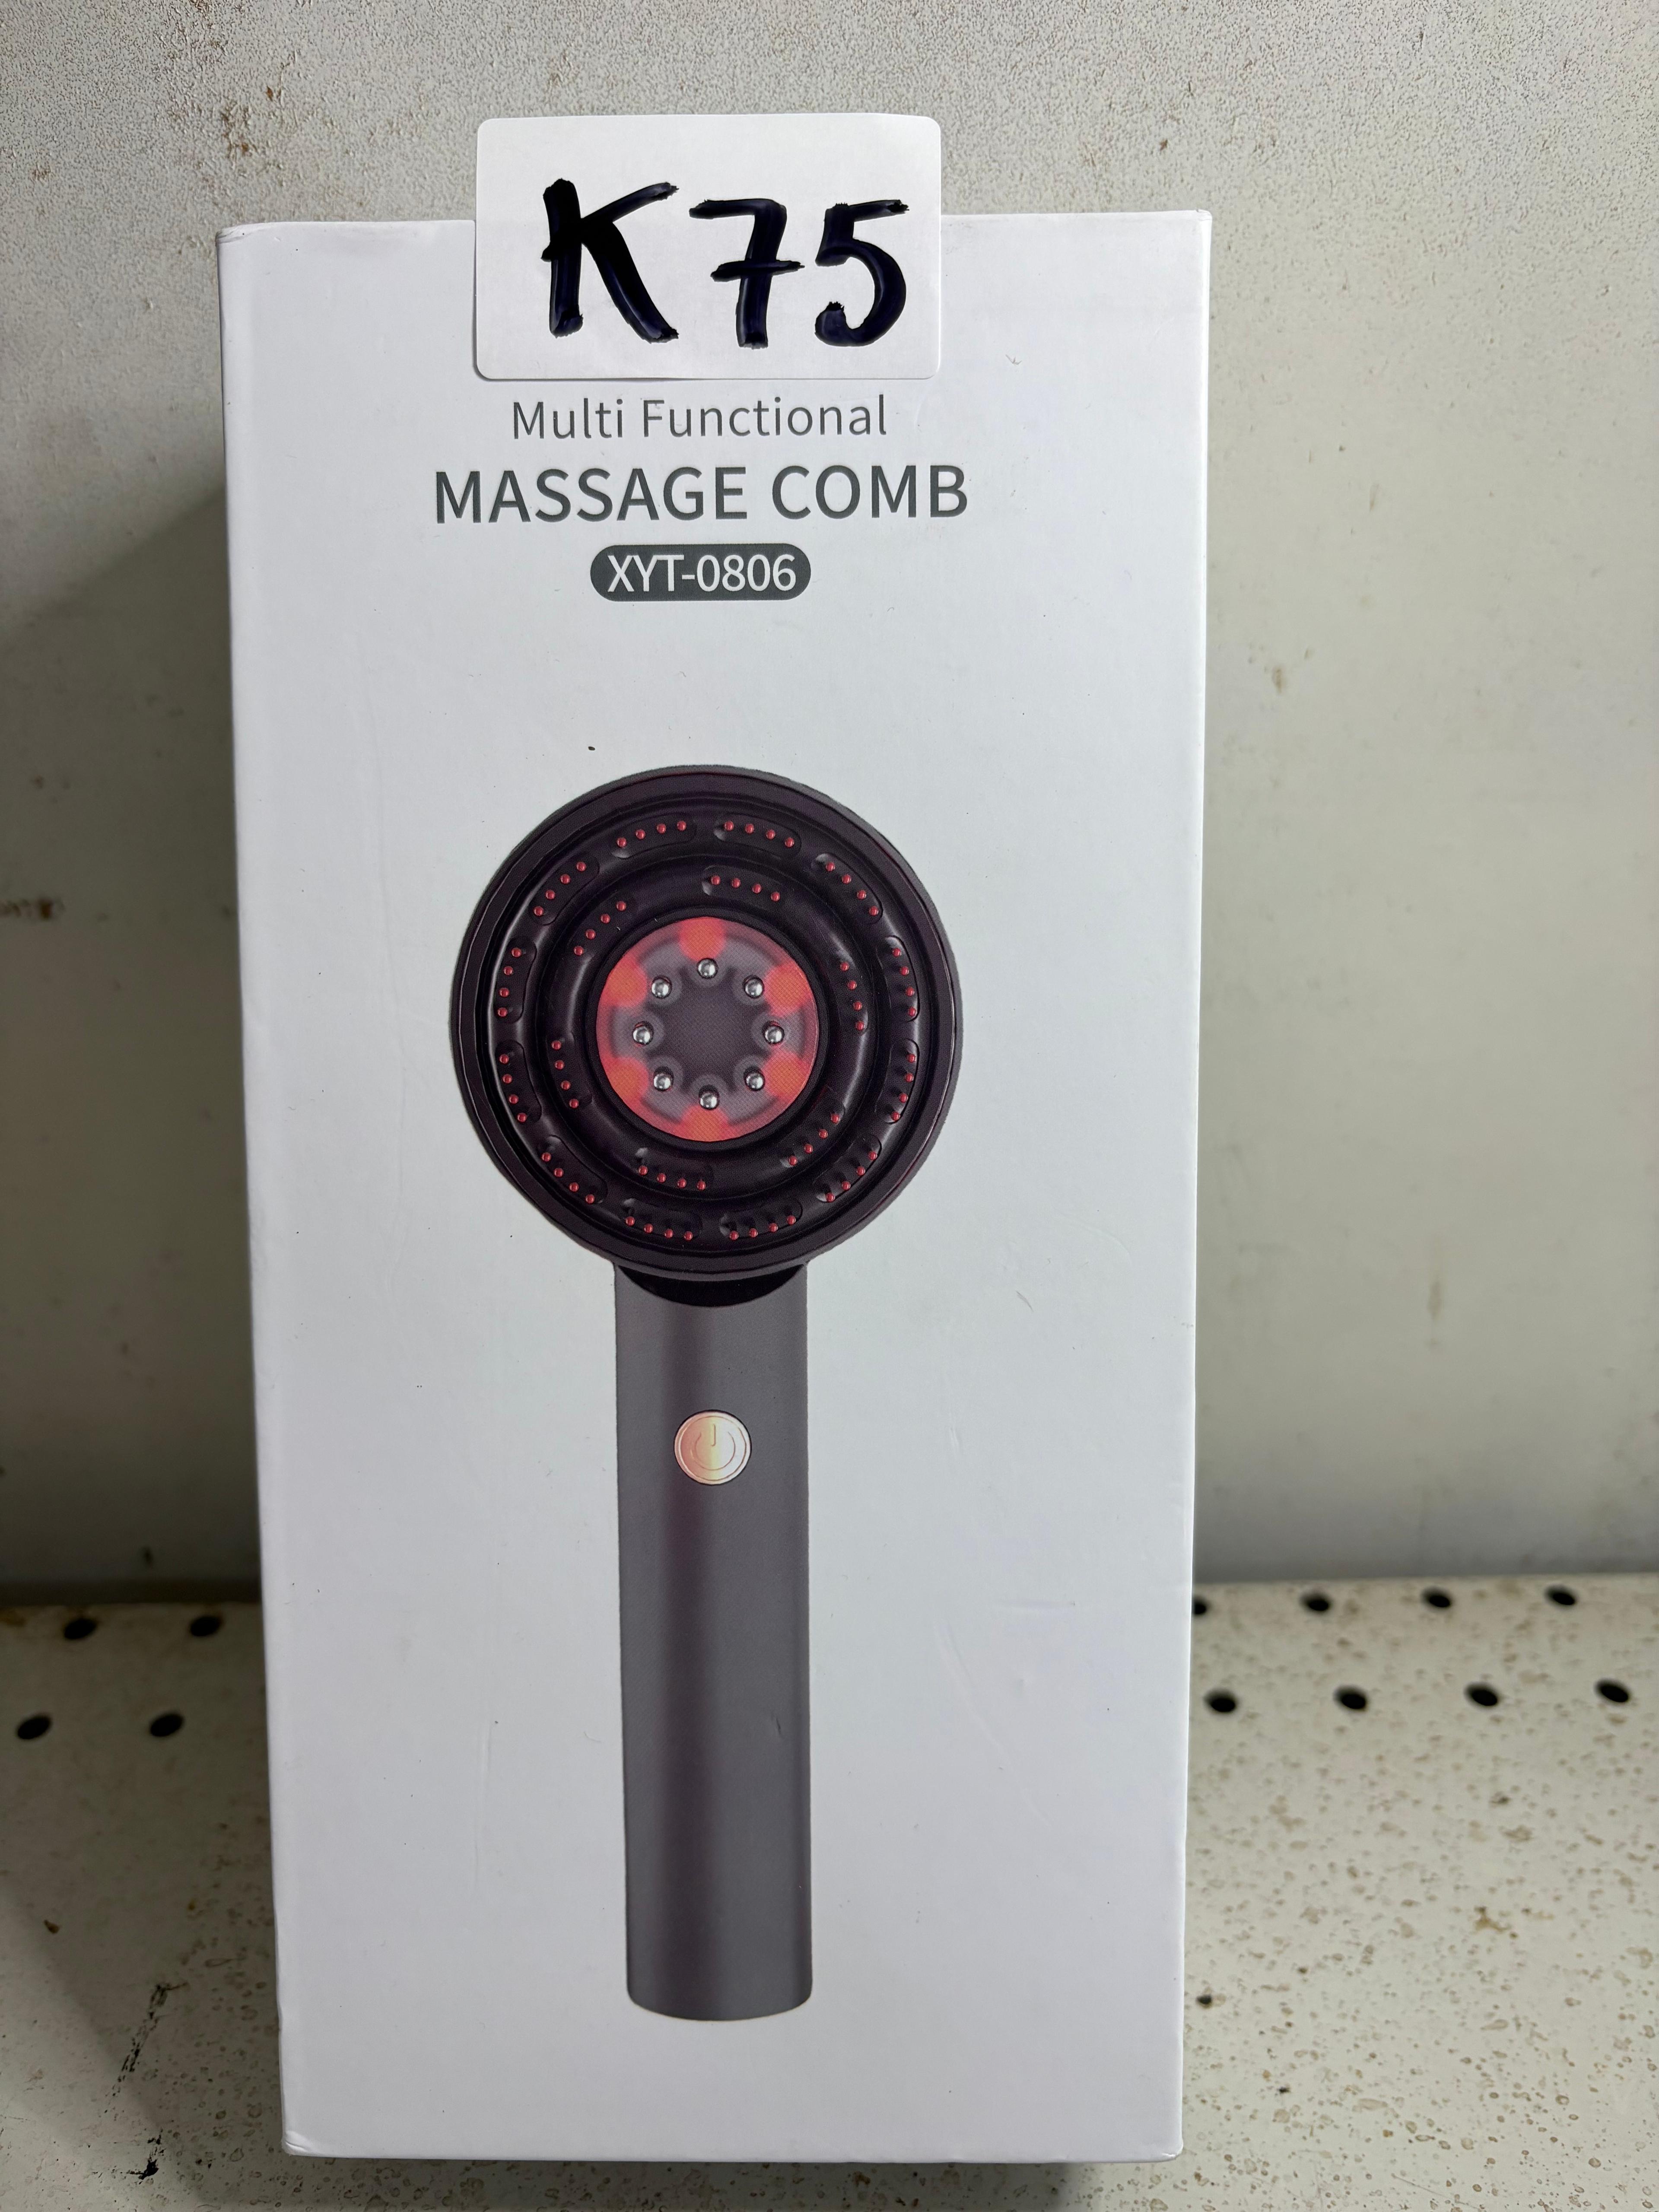 K75
Multi Functional
MASSAGE COMB
XYT-0806